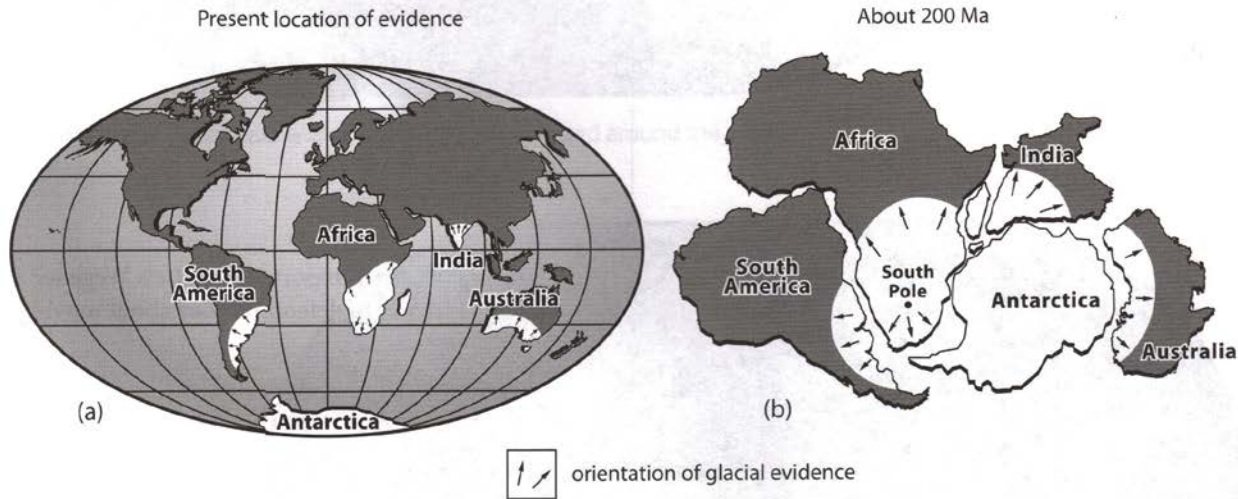 Present location of evidence
About 200 Ma
Africa
India
South
America
Australia
Antarctica
(a)
Africa
India
South
America
South
Pole
Antarctica
Australia
(b)
orientation of glacial evidence